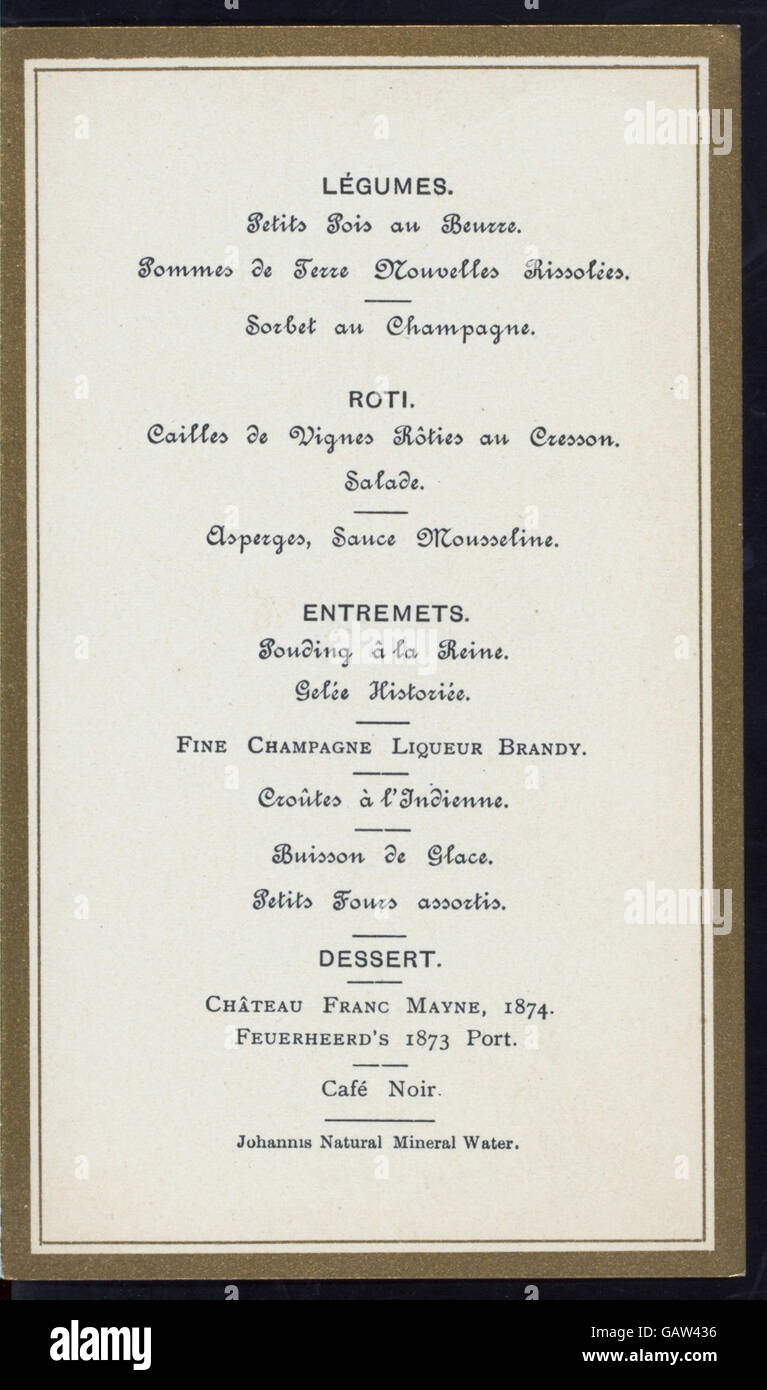 LÉGUMES.
Petits Pois au Beurre.
Pommes de Terre Nouvelles Rissolées.
Sorbet au Champagne.
ROTI.
Cailles de Vignes Rôties au Cresson.
Salade.
Asperges, Sauce Mousseline.
ENTREMETS.
Pouding à la Reine.
Gelée Historiée.
FINE CHAMPAGNE LIQUEUR BRANDY.
Croûtes à l'Indienne.
Buisson de Glace.
Petits Fours assortis.
DESSERT.
CHÂTEAU FRANC MAYNE, 1874.
FEUERHEERD'S 1873 Port.
Café Noir.
Johannis Natural Mineral Water.
alamy
alamy
alamy
a
a
a
a
a
a
a
a
a
a
a
a
alamy
GAW436
www.alamy.com